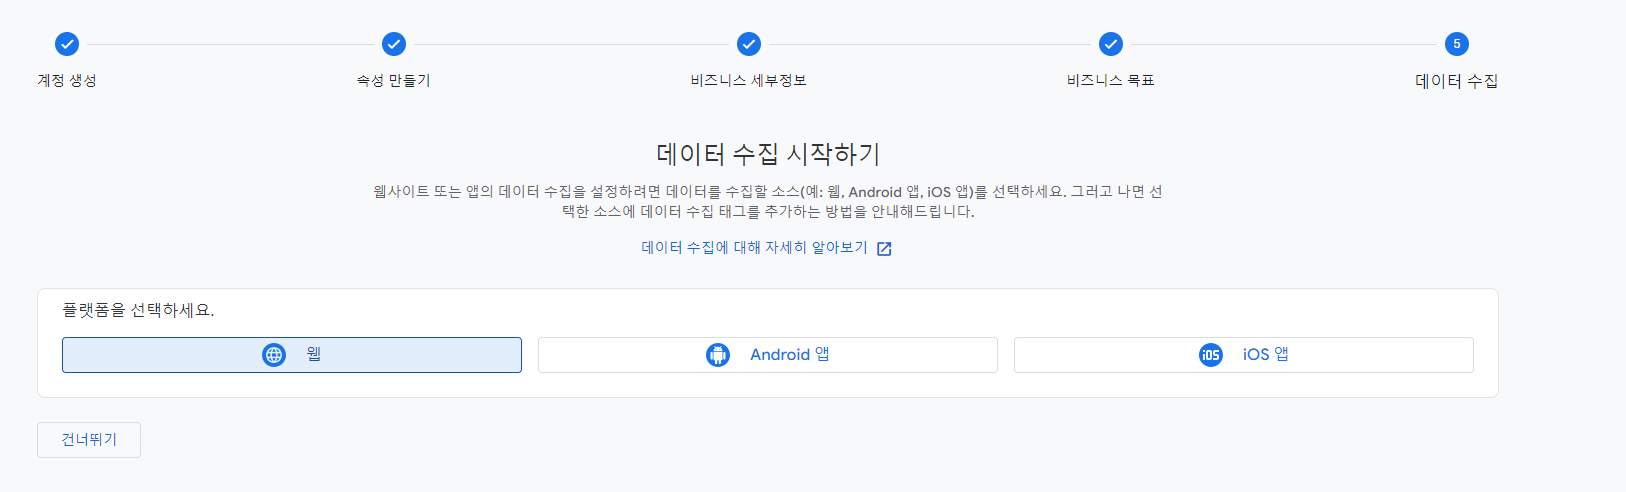 5
계정 생성
속성 만들기
비즈니스 세부정보
비즈니스 목표
데이터 수집
데이터 수집 시작하기
웹사이트 또는 앱의 데이터 수집을 설정하려면 데이터를 수집할 소스(예: 웹, Android 앱, iOS 앱)를 선택하세요. 그러고 나면 선
택한 소스에 데이터 수집 태그를 추가하는 방법을 안내해드립니다.
데이터 수집에 대해 자세히 알아보기
플랫폼을 선택하세요.
웹
Android 앱
iOS iOS 앱
건너뛰기